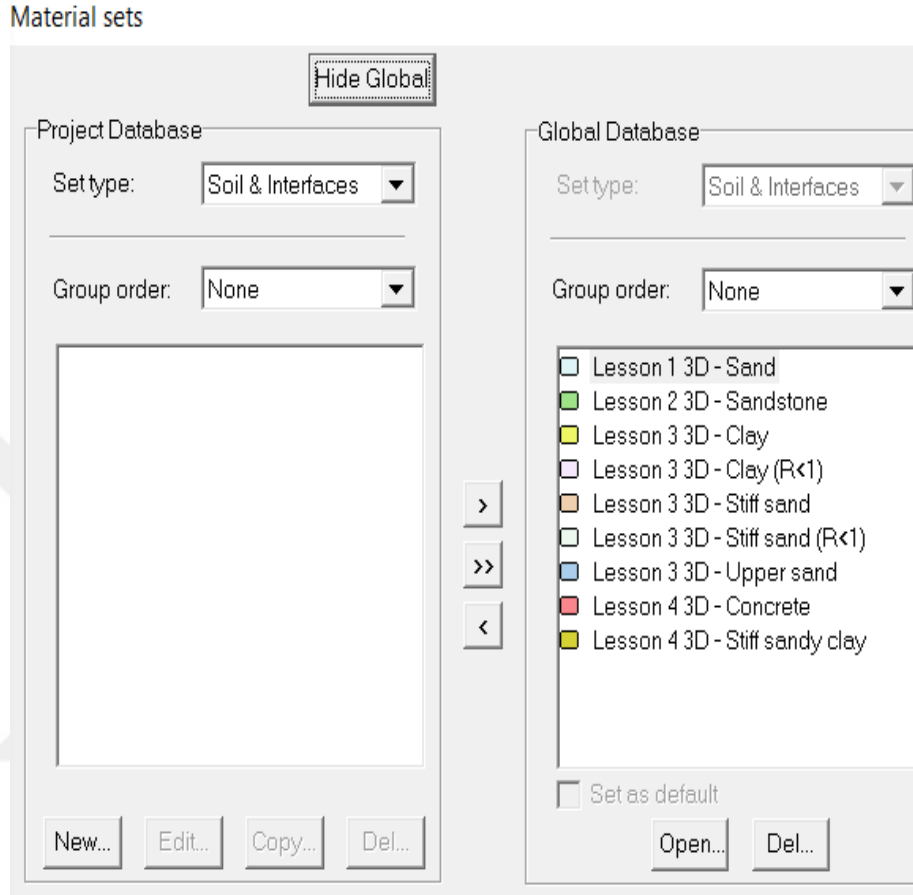 Material sets
Hide Global
Project Database
Set type: Soil & Interfaces
Group order: None
>
>>
<
New... Edit... Copy... Del...
Global Database
Set type: Soil & Interfaces
Group order: None
Lesson 1 3D - Sand
Lesson 2 3D - Sandstone
Lesson 3 3D - Clay
Lesson 3 3D - Clay (R<1)
Lesson 3 3D - Stiff sand
Lesson 3 3D - Stiff sand (R<1)
Lesson 3 3D - Upper sand
Lesson 4 3D - Concrete
Lesson 4 3D - Stiff sandy clay
Set as default
Open... Del...